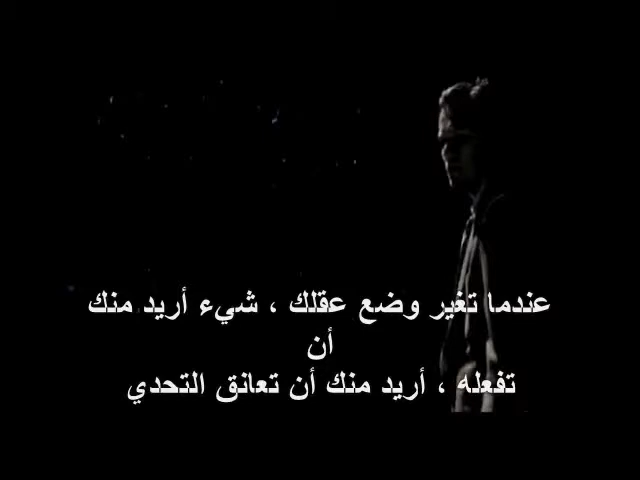 عندما تغير وضع عقلك ، شيء أريد منك
أن
تفعله ، أريد منك أن تعانق التحدي